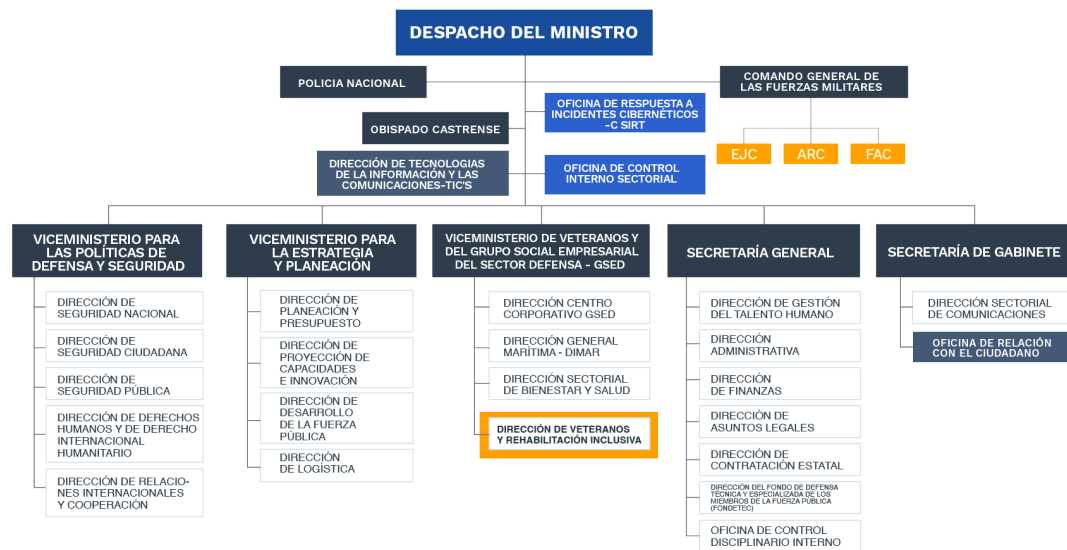 DESPACHO DEL MINISTRO
POLICIA NACIONAL
COMANDO GENERAL DE
LAS FUERZAS MILITARES
OFICINA DE RESPUESTA A
INCIDENTES CIBERNÉTICOS
-C SIRT
OBISPADO CASTRENSE
EJC
ARC
FAC
DIRECCIÓN DE TECNOLOGIAS
DE LA INFORMACIÓN Y LAS
COMUNICACIONES-TIC'S
OFICINA DE CONTROL
INTERNO SECTORIAL
VICEMINISTERIO PARA
LAS POLÍTICAS DE
DEFENSA Y SEGURIDAD
DIRECCIÓN DE
SEGURIDAD NACIONAL
DIRECCIÓN DE
SEGURIDAD CIUDADANA
DIRECCIÓN DE
SEGURIDAD PÚBLICA
DIRECCIÓN DE DERECHOS
HUMANOS Y DE DERECHO
INTERNACIONAL
HUMANITARIO
DIRECCIÓN DE RELACIO-
NES INTERNACIONALES
Y COOPERACIÓN
VICEMINISTERIO PARA
LA ESTRATEGIA
Y PLANEACIÓN
DIRECCIÓN DE
PLANEACIÓN Y
PRESUPUESTO
DIRECCIÓN DE
PROYECCIÓN DE
CAPACIDADES
E INNOVACIÓN
DIRECCIÓN DE
DESARROLLO
DE LA FUERZA
PÚBLICA
DIRECCIÓN
DE LOGÍSTICA
VICEMINISTERIO DE VETERANOS Y
DEL GRUPO SOCIAL EMPRESARIAL
DEL SECTOR DEFENSA - GSED
DIRECCIÓN CENTRO
CORPORATIVO GSED
DIRECCIÓN GENERAL
MARÍTIMA - DIMAR
DIRECCIÓN SECTORIAL
DE BIENESTAR Y SALUD
DIRECCIÓN DE VETERANOS
Y REHABILITACIÓN INCLUSIVA
SECRETARÍA GENERAL
DIRECCIÓN DE GESTIÓN
DEL TALENTO HUMANO
DIRECCIÓN
ADMINISTRATIVA
DIRECCIÓN
DE FINANZAS
DIRECCIÓN DE
ASUNTOS LEGALES
DIRECCIÓN DE
CONTRATACIÓN ESTATAL
DIRECCIÓN DEL FONDO DE DEFENSA
TÉCNICA Y ESPECIALIZADA DE LOS
MIEMBROS DE LA FUERZA PÚBLICA
(FONDETEC)
OFICINA DE CONTROL
DISCIPLINARIO INTERNO
SECRETARÍA DE GABINETE
DIRECCIÓN SECTORIAL
DE COMUNICACIONES
OFICINA DE RELACIÓN
CON EL CIUDADANO